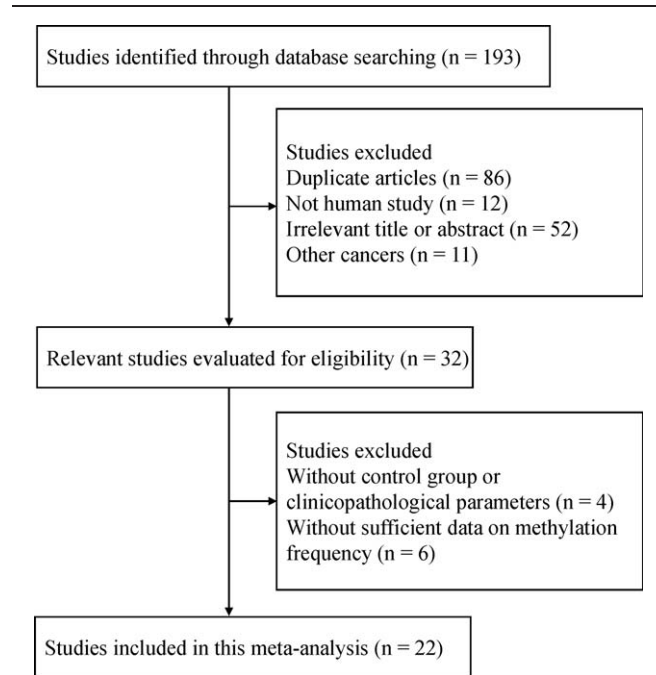 Studies identified through database searching (n = 193)
Studies excluded
Duplicate articles (n = 86)
Not human study (n = 12)
Irrelevant title or abstract (n = 52)
Other cancers (n = 11)
Relevant studies evaluated for eligibility (n = 32)
Studies excluded
Without control group or
clinicopathological parameters (n = 4)
Without sufficient data on methylation
frequency (n = 6)
Studies included in this meta-analysis (n = 22)